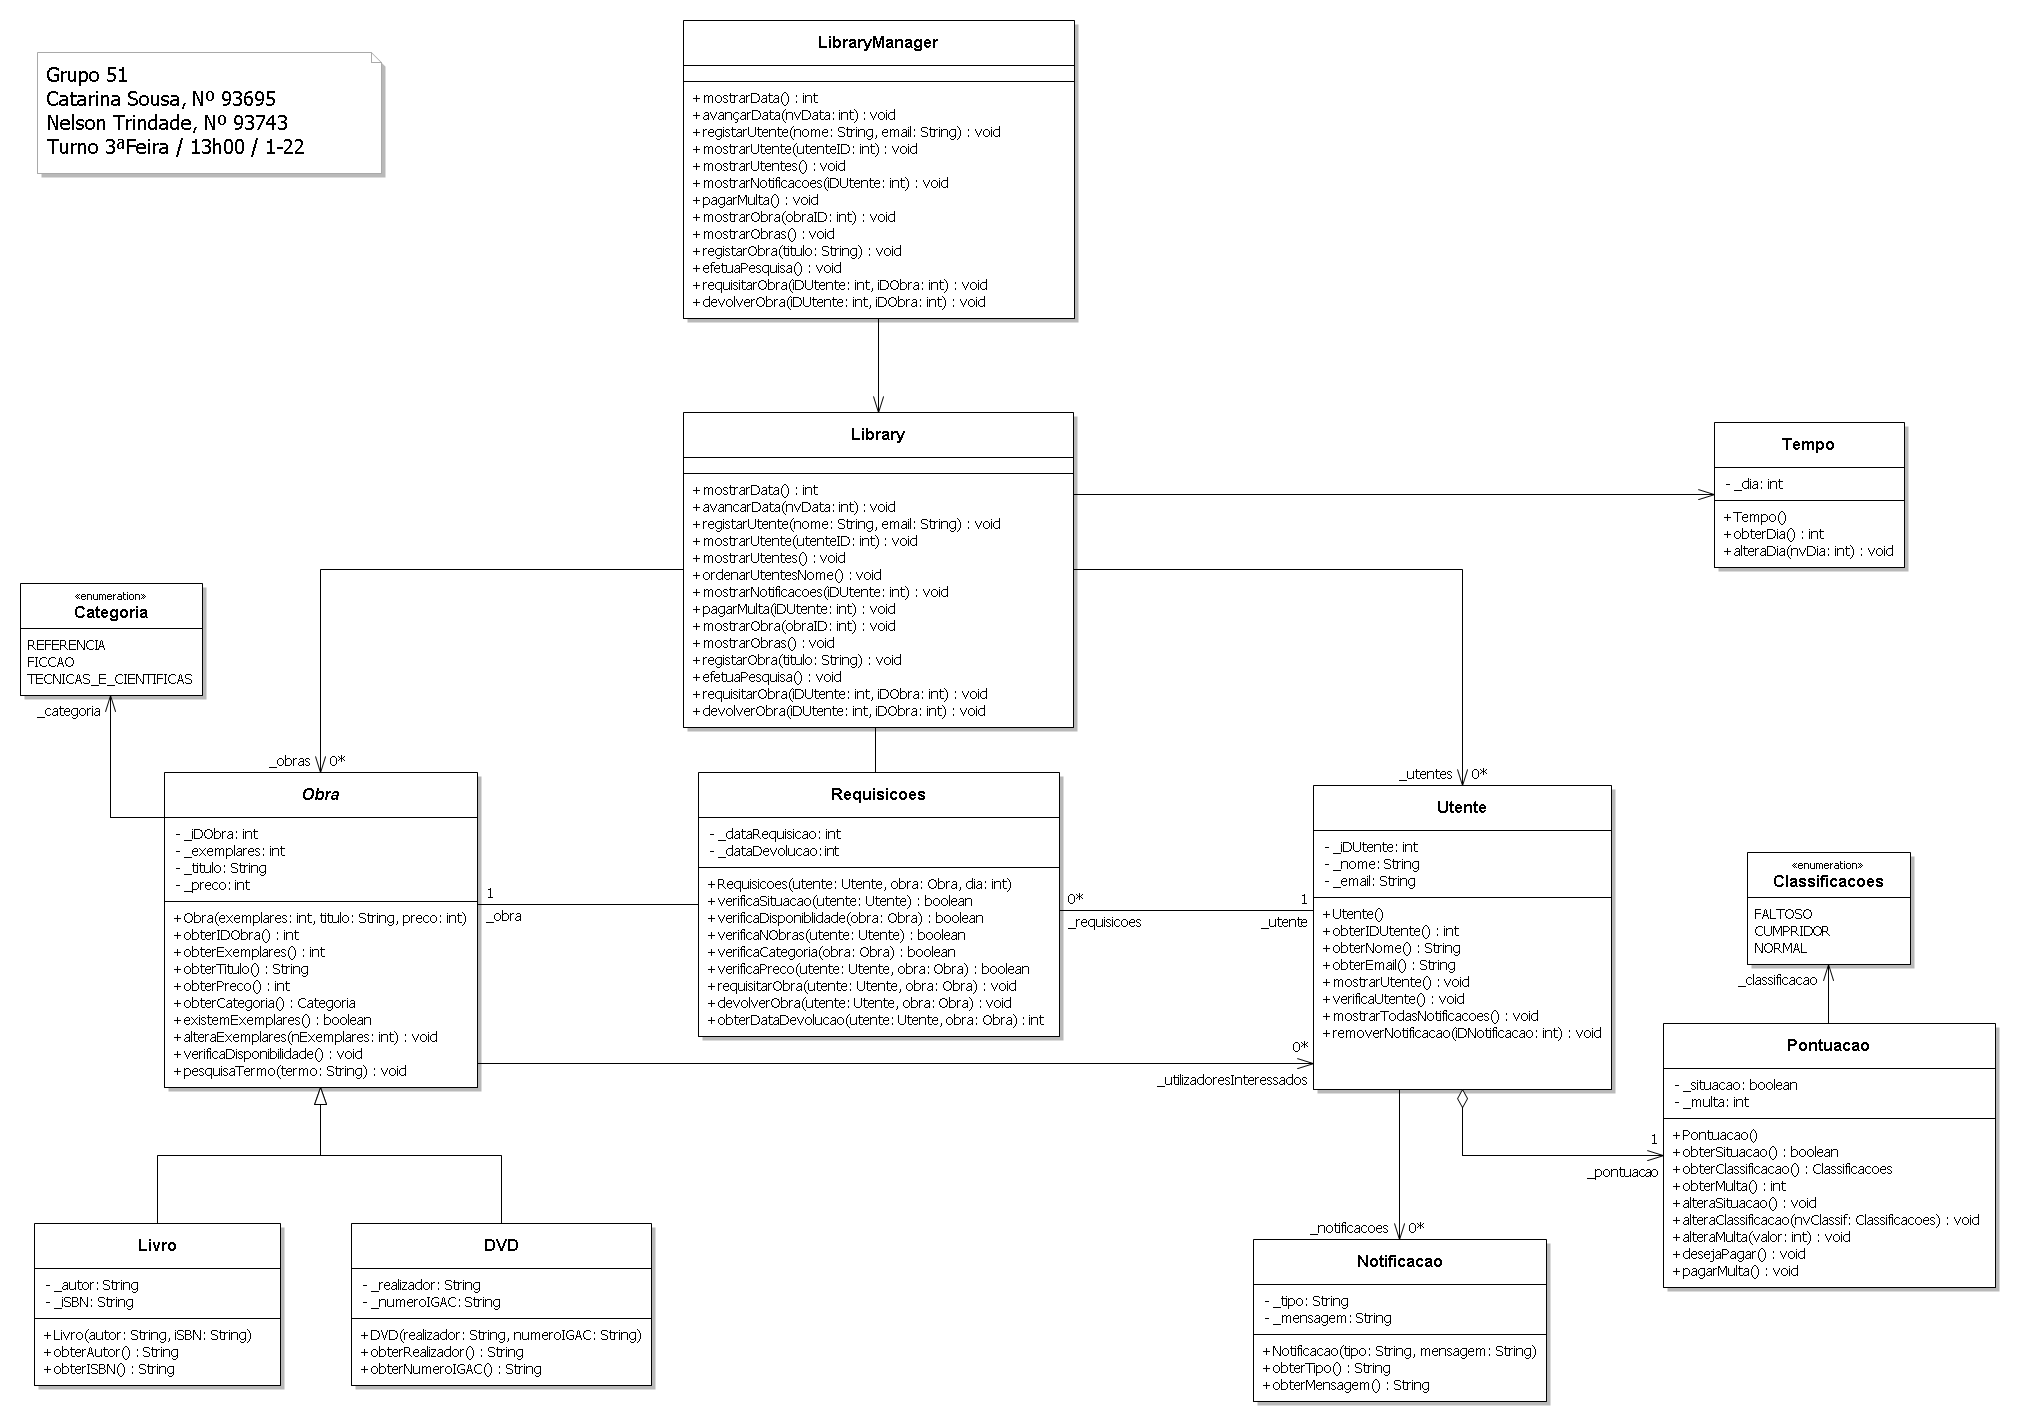 Grupo 51
Catarina Sousa, Nº 93695
Nelson Trindade, Nº 93743
Turno 3ªFeira / 13h00 / 1-22
LibraryManager
+ mostrarData() : int
+ avançarData(nvData: int) : void
+ registarUtente(nome: String, email: String) : void
+ mostrarUtente(utenteID: int) : void
+ mostrarUtentes() : void
+ mostrarNotificacoes(iDUtente: int) : void
+ pagarMulta() : void
+ mostrarObra(obraID: int) : void
+ mostrarObras() : void
+ registarObra(titulo: String) : void
+ efetuaPesquisa() : void
+ requisitarObra(iDUtente: int, iDObra: int) : void
+ devolverObra(iDUtente: int, iDObra: int) : void
Library
+ mostrarData() : int
+ avancarData(nvData: int) : void
+ registarUtente(nome: String, email: String) : void
+ mostrarUtente(utenteID: int) : void
+ mostrarUtentes() : void
+ ordenarUtentesNome() : void
+ mostrarNotificacoes(iDUtente: int) : void
+ pagarMulta(iDUtente: int) : void
+ mostrarObra(obraID: int) : void
+ mostrarObras() : void
+ registarObra(titulo: String) : void
+ efetuaPesquisa() : void
+ requisitarObra(iDUtente: int, iDObra: int) : void
+ devolverObra(iDUtente: int, iDObra: int) : void
Tempo
- _dia: int
+ Tempo()
+ obterDia() : int
+ alteraDia(nvDia: int) : void
«enumeration»
Categoria
REFERENCIA
FICCAO
TECNICAS_E_CIENTIFICAS
_categoria
_obras 0*
_utentes 0*
Obra
- _iDObra: int
- _exemplares: int
- _titulo: String
- _preco: int
+ Obra(exemplares: int, titulo: String, preco: int)
+ obterIDObra() : int
+ obterExemplares() : int
+ obterTitulo() : String
+ obterPreco() : int
+ obterCategoria() : Categoria
+ existemExemplares() : boolean
+ alteraExemplares(nExemplares: int) : void
+ verificaDisponibilidade() : void
+ pesquisaTermo(termo: String) : void
1
_obra
Requisicoes
- _dataRequisicao: int
- _dataDevolucao: int
+ Requisicoes(utente: Utente, obra: Obra, dia: int)
+ verificaSituacao(utente: Utente) : boolean
+ verificaDisponiblidade(obra: Obra) : boolean
+ verificaNObras(utente: Utente) : boolean
+ verificaCategoria(obra: Obra) : boolean
+ verificaPreco(utente: Utente, obra: Obra) : boolean
+ requisitarObra(utente: Utente, obra: Obra) : void
+ devolverObra(utente: Utente, obra: Obra) : void
+ obterDataDevolucao(utente: Utente, obra: Obra) : int
0*
_requisicoes
1
_utente
0*
_utilizadoresInteressados
Utente
- _iDUtente: int
- _nome: String
- _email: String
+ Utente()
+ obterIDUtente() : int
+ obterNome() : String
+ obterEmail() : String
+ mostrarUtente() : void
+ verificaUtente() : void
+ mostrarTodasNotificacoes() : void
+ removerNotificacao(iDNotificacao: int) : void
«enumeration»
Classificacoes
FALTOSO
CUMPRIDOR
NORMAL
_classificacao
Pontuacao
- _situacao: boolean
- _multa: int
+ Pontuacao()
+ obterSituacao() : boolean
+ obterClassificacao() : Classificacoes
+ obterMulta() : int
+ alteraSituacao() : void
+ alteraClassificacao(nvClassif: Classificacoes) : void
+ alteraMulta(valor: int) : void
+ desejaPagar() : void
+ pagarMulta() : void
1
_pontuacao
_notificacoes 0*
Livro
- _autor: String
- _iSBN: String
+ Livro(autor: String, iSBN: String)
+ obterAutor() : String
+ obterISBN() : String
DVD
- _realizador: String
- _numeroIGAC: String
+ DVD(realizador: String, numeroIGAC: String)
+ obterRealizador() : String
+ obterNumeroIGAC() : String
Notificacao
- _tipo: String
- _mensagem: String
+ Notificacao(tipo: String, mensagem: String)
+ obterTipo() : String
+ obterMensagem() : String